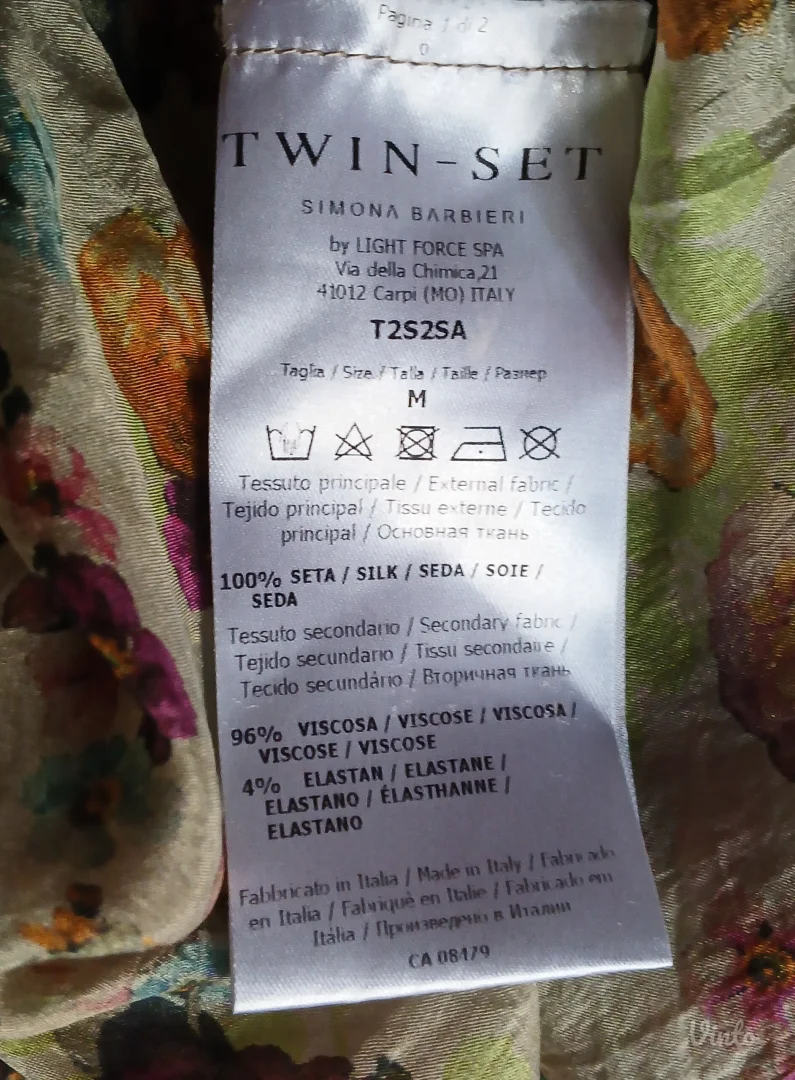 Pagina 1 di 2
0
TWIN-SET
SIMONA BARBIERI
by LIGHT FORCE SPA
Via della Chimica,21
41012 Carpi (MO) ITALY
T2S2SA
Taglia / Size / Talla / Taille / Размер
M
Tessuto principale / External fabric /
Tejido principal / Tissu externe / Tecido
principal / Основная ткань
100% SETA / SILK / SEDA / SOIE /
SEDA
Tessuto secondario / Secondary fabric /
Tejido secundario / Tissu secondaire /
Tecido secundário / Вторичная ткань
96% VISCOSA / VISCOSE / VISCOSA /
VISCOSE / VISCOSE
4% ELASTAN / ELASTANE /
ELASTANO / ÉLASTHANNE /
ELASTANO
Fabbricato in Italia / Made in Italy / Fabricado
en Italia / Fabriqué en Italie / Fabricado em
Itália / Произведено в Италии
CA 08479